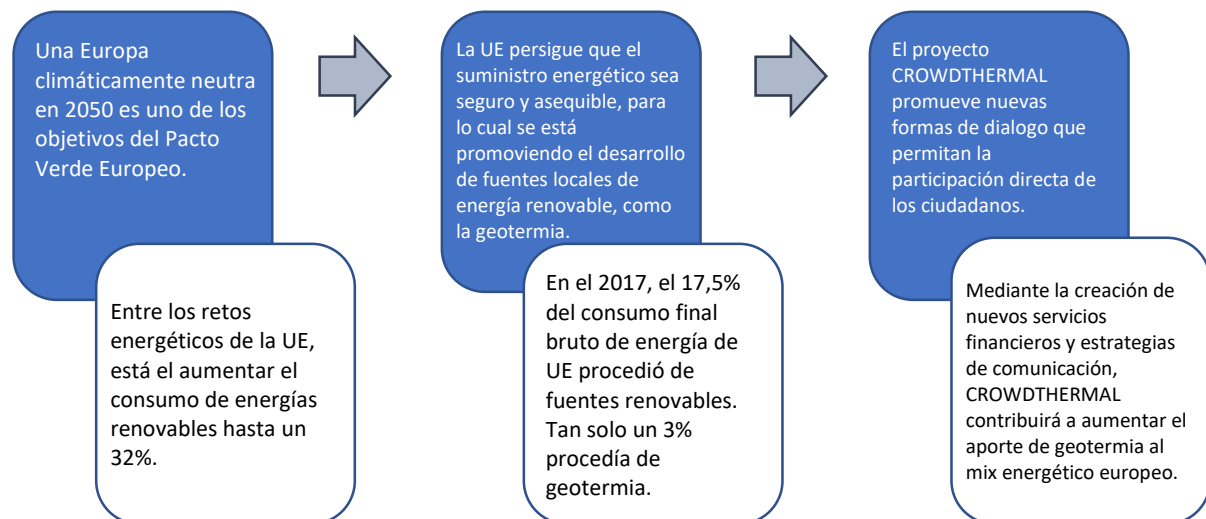 Una Europa
climáticamente neutra
en 2050 es uno de los
objetivos del Pacto
Verde Europeo.
Entre los retos
energéticos de la UE,
está el aumentar el
consumo de energías
renovables hasta un
32%.
La UE persigue que el
suministro energético sea
seguro y asequible, para
lo cual se está
promoviendo el desarrollo
de fuentes locales de
energía renovable, como
la geotermia.
En el 2017, el 17,5%
del consumo final
bruto de energía de
UE procedió de
fuentes renovables.
Tan solo un 3%
procedía de
geotermia.
El proyecto
CROWDTHERMAL
promueve nuevas
formas de dialogo que
permitan la
participación directa de
los ciudadanos.
Mediante la creación de
nuevos servicios
financieros y estrategias
de comunicación,
CROWDTHERMAL
contribuirá a aumentar el
aporte de geotermia al
mix energético europeo.